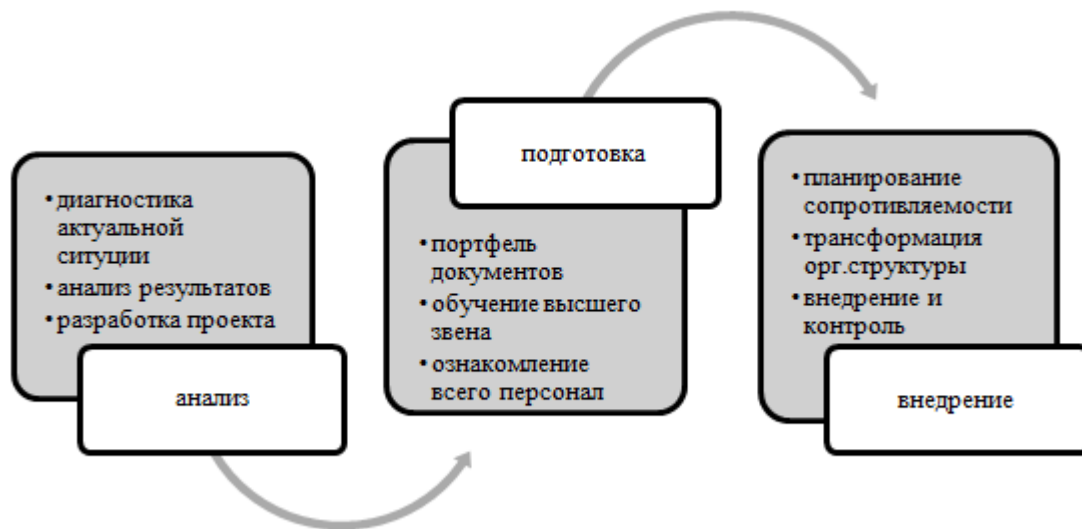 •диагностика
актуальной
ситуции
•анализ результатов
•разработка проекта
анализ
подготовка
•портфель
документов
•обучение высшего
звена
•ознакомление
всего персонал
•планирование
сопротивляемости
•трансформация
орг.структуры
•внедрение и
контроль
внедрение